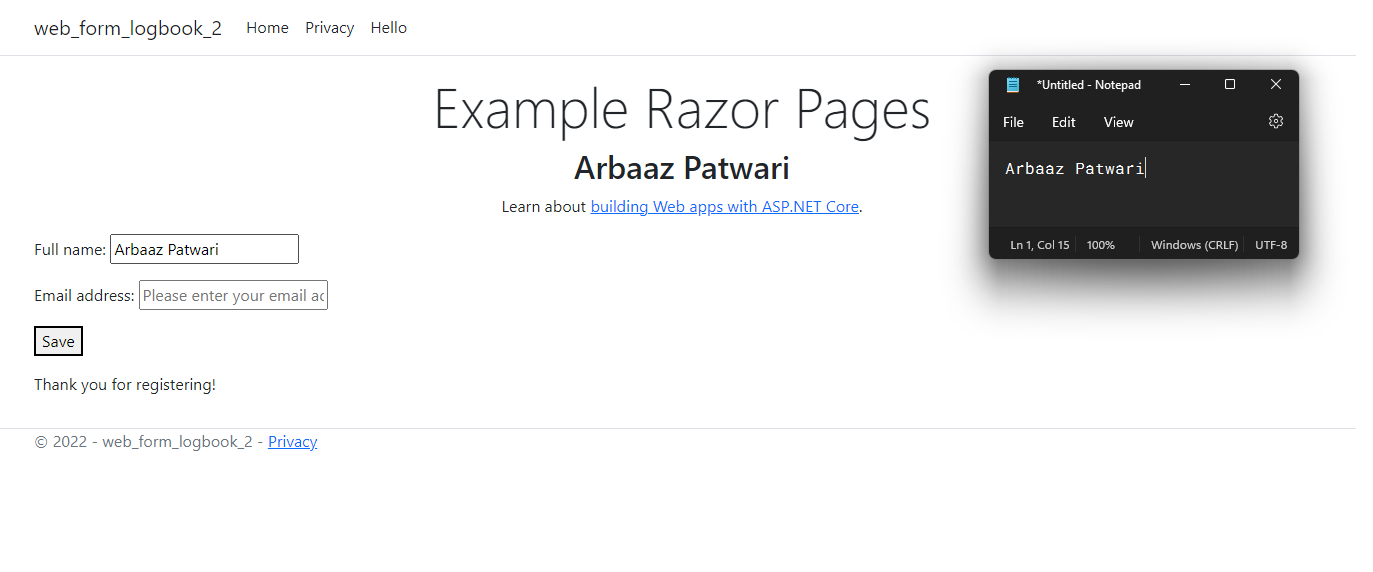 web_form_logbook_2 Home Privacy Hello
Example Razor Pages
Arbaaz Patwari
Learn about building Web apps with ASP.NET Core.
Full name: Arbaaz Patwari
Email address: Please enter your email ad
Save
Thank you for registering!
© 2022 - web_form_logbook_2 - Privacy
*Untitled - Notepad
File Edit View
Arbaaz Patwari
Ln 1, Col 15 100% Windows (CRLF) UTF-8